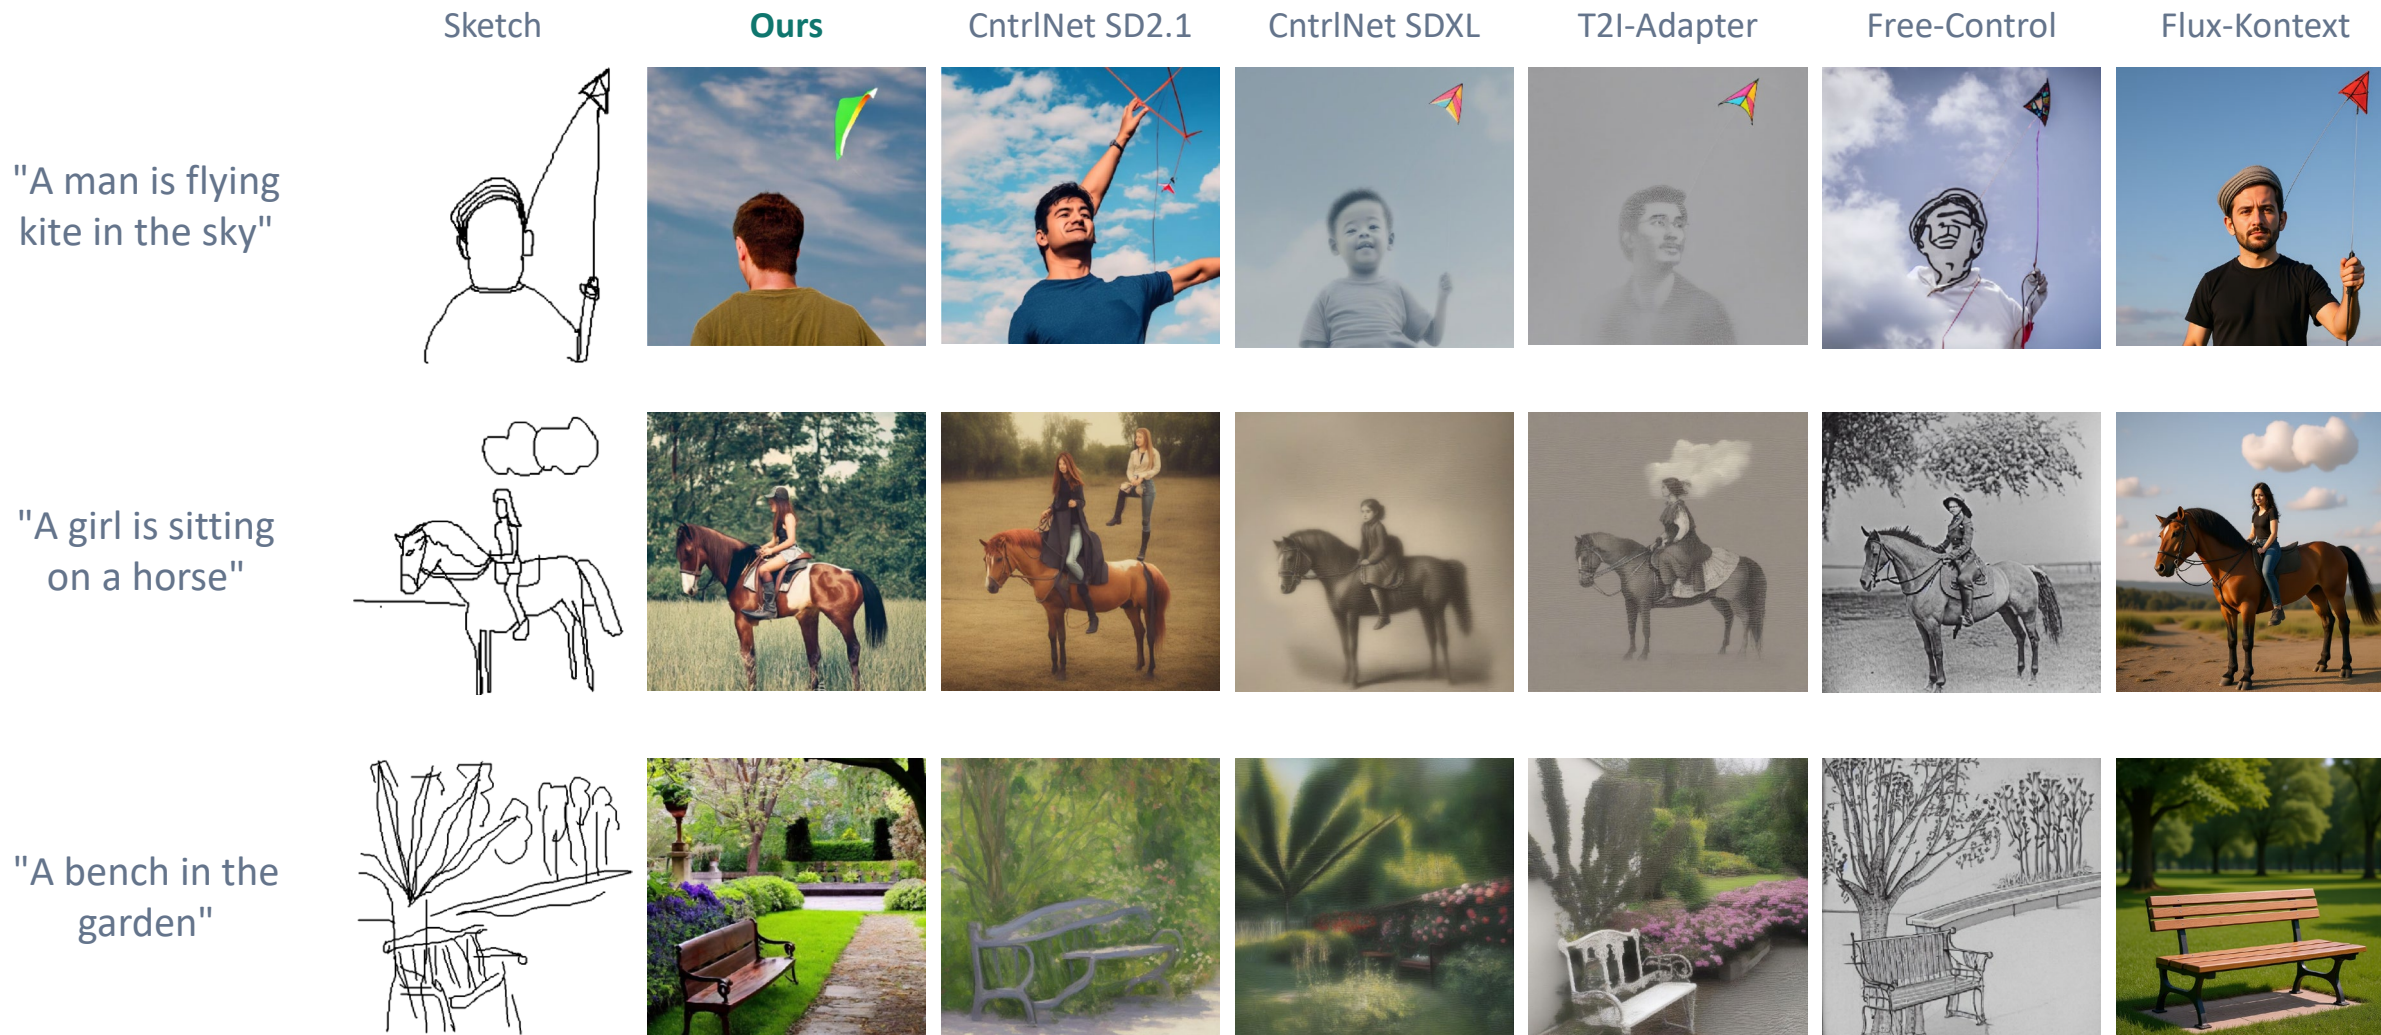 Sketch
Ours
CntrlNet SD2.1
CntrlNet SDXL
T2I-Adapter
Free-Control
Flux-Kontext
"A man is flying
kite in the sky"
"A girl is sitting
on a horse"
"A bench in the
garden"